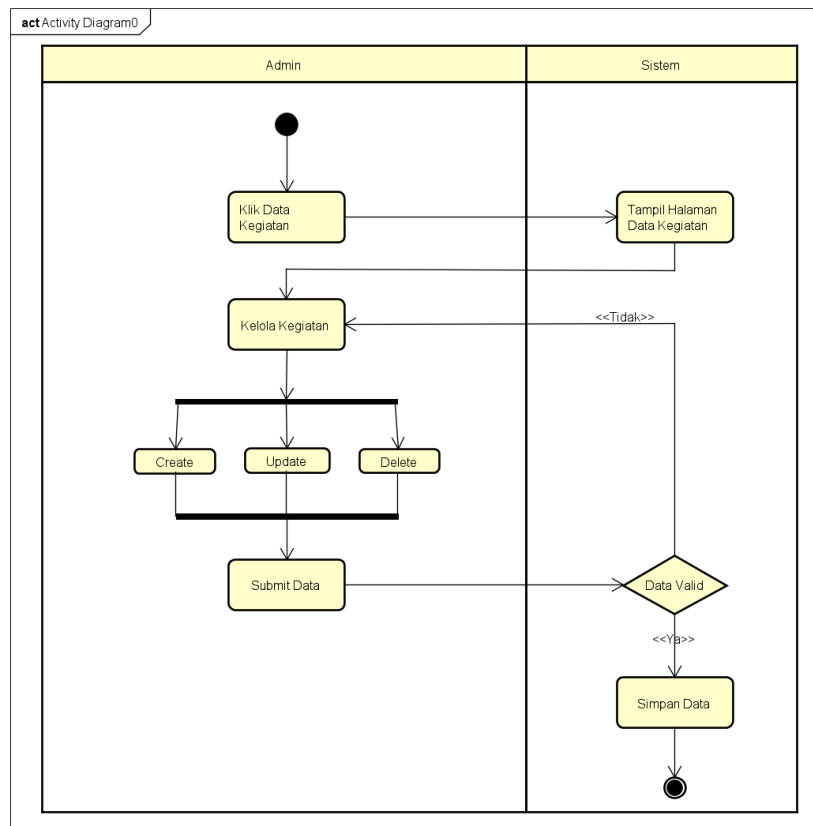 act Activity Diagram0
Admin
Sistem
Klik Data
Kegiatan
Tampil Halaman
Data Kegiatan
Kelola Kegiatan
<<Tidak>>
Create
Update
Delete
Submit Data
Data Valid
<<Ya>>
Simpan Data